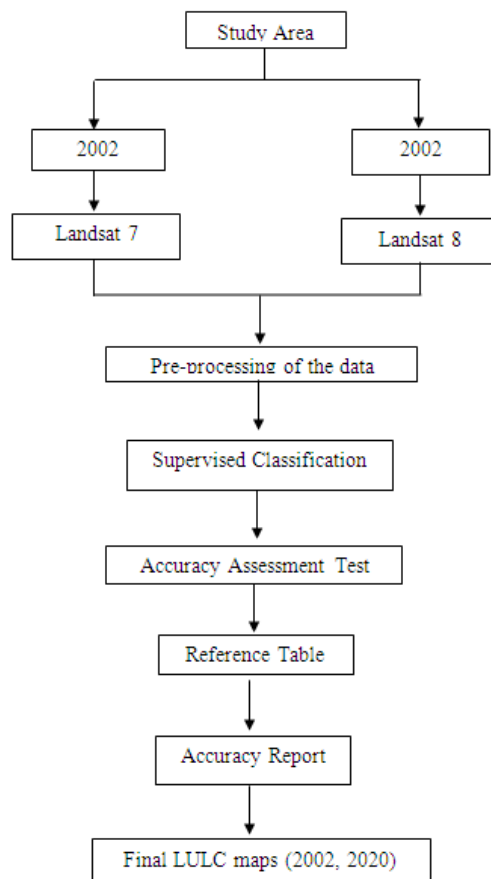 Study Area
2002
2002
Landsat 7
Landsat 8
Pre-processing of the data
Supervised Classification
Accuracy Assessment Test
Reference Table
Accuracy Report
Final LULC maps (2002, 2020)